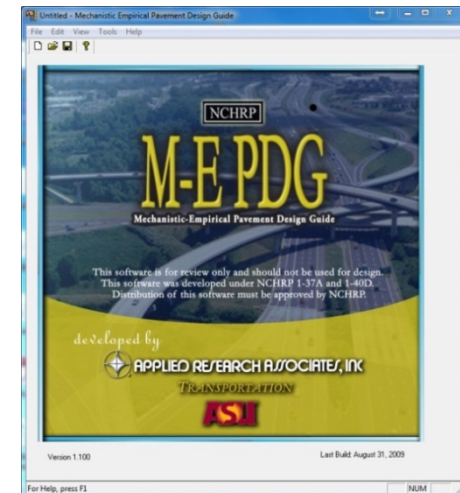 Untitled - Mechanistic Empirical Pavement Design Guide
File Edit View Tools Help
NCHRP
M-E PDG
Mechanistic-Empirical Pavement Design Guide
This software is for review only and should not be used for design.
This software was developed under NCHRP 1-37A and 1-40D.
Distribution of this software must be approved by NCHRP.
developed by
APPLIED RESEARCH ASSOCIATES, INC
TRANSPORTATION
ASU
Version 1.100
Last Build: August 31, 2009
For Help, press F1
NUM